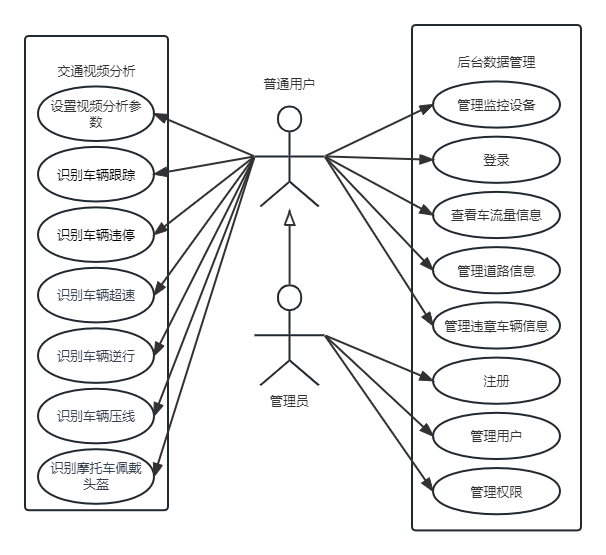 交通视频分析
设置视频分析参
数
识别车辆跟踪
识别车辆违停
识别车辆超速
识别车辆逆行
识别车辆压线
识别摩托车佩戴
头盔
普通用户
管理员
后台数据管理
管理监控设备
登录
查看车流量信息
管理道路信息
管理违章车辆信息
注册
管理用户
管理权限